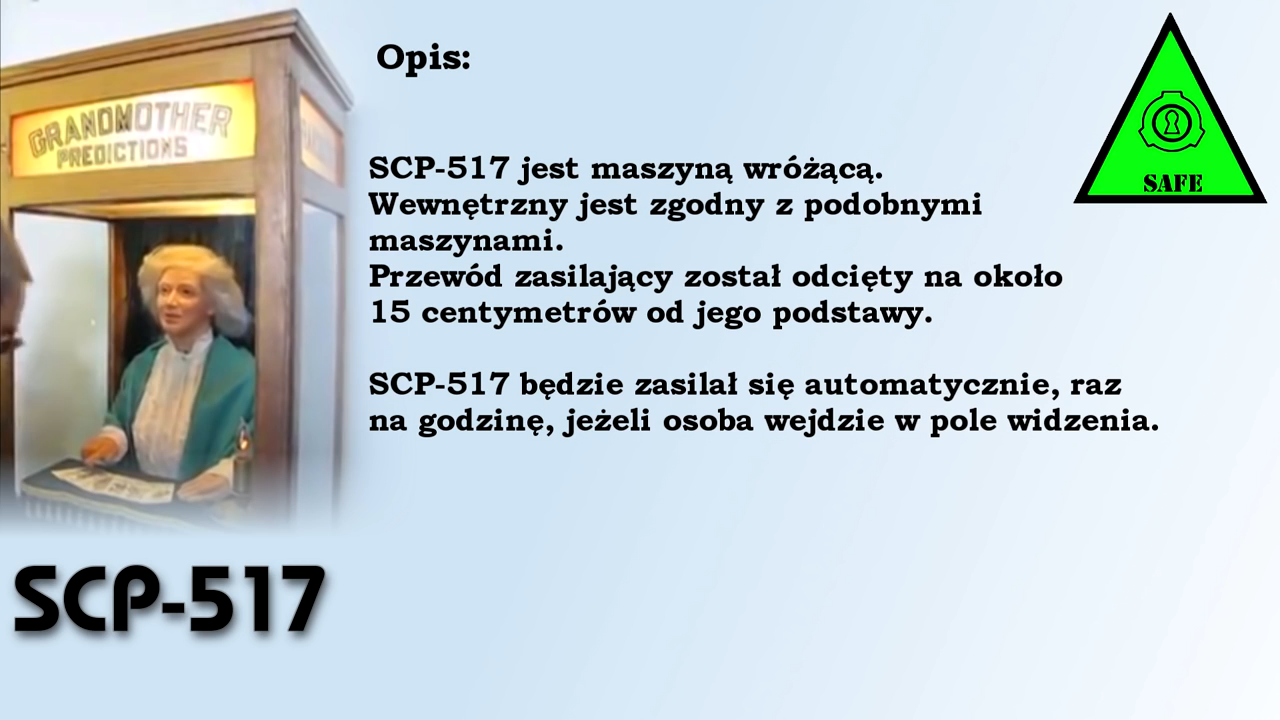 GRANDMOTHER
PREDICTIONS
Opis:
SAFE
SCP-517 jest maszyną wróżącą.
Wewnętrzny jest zgodny z podobnymi
maszynami.
Przewód zasilający został odcięty na około
15 centymetrów od jego podstawy.
SCP-517 będzie zasilał się automatycznie, raz
na godzinę, jeżeli osoba wejdzie w pole widzenia.
SCP-517